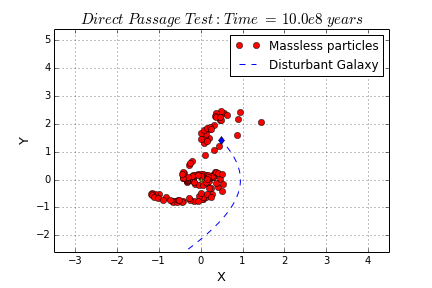 Direct Passage Test: Time = 10.0e8 years
Massless particles
Disturbant Galaxy
Y
5
4
3
2
1
0
−1
−2
−3 −2 −1 0 1 2 3 4
X